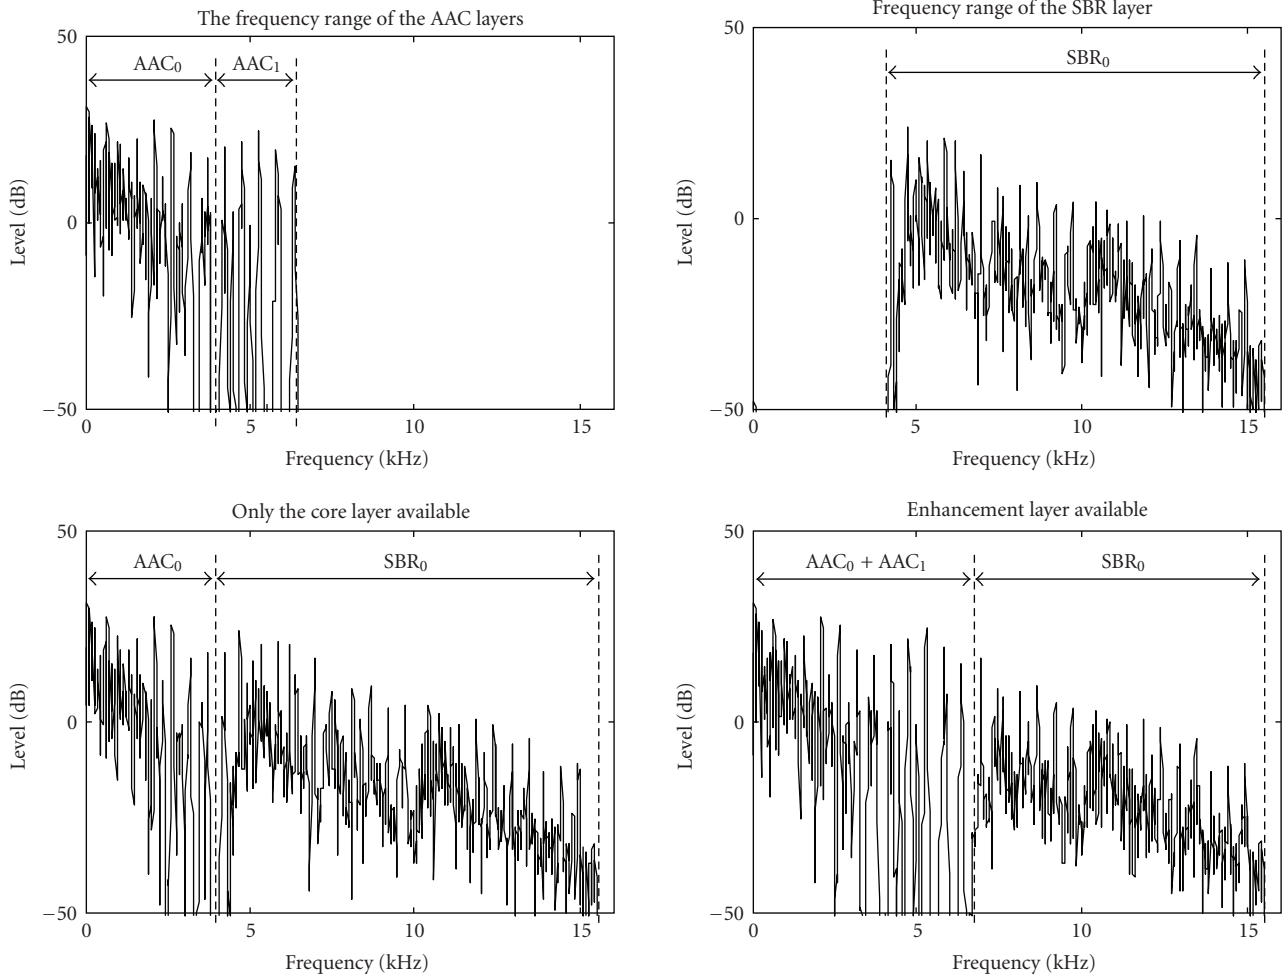 The frequency range of the AAC layers
50
AAC₀
AAC₁
0
−50
Level (dB)
0
5
10
15
Frequency (kHz)
Frequency range of the SBR layer
50
SBR₀
0
−50
Level (dB)
0
5
10
15
Frequency (kHz)
Only the core layer available
50
AAC₀
SBR₀
0
−50
Level (dB)
0
5
10
15
Frequency (kHz)
Enhancement layer available
50
AAC₀ + AAC₁
SBR₀
0
−50
Level (dB)
0
5
10
15
Frequency (kHz)